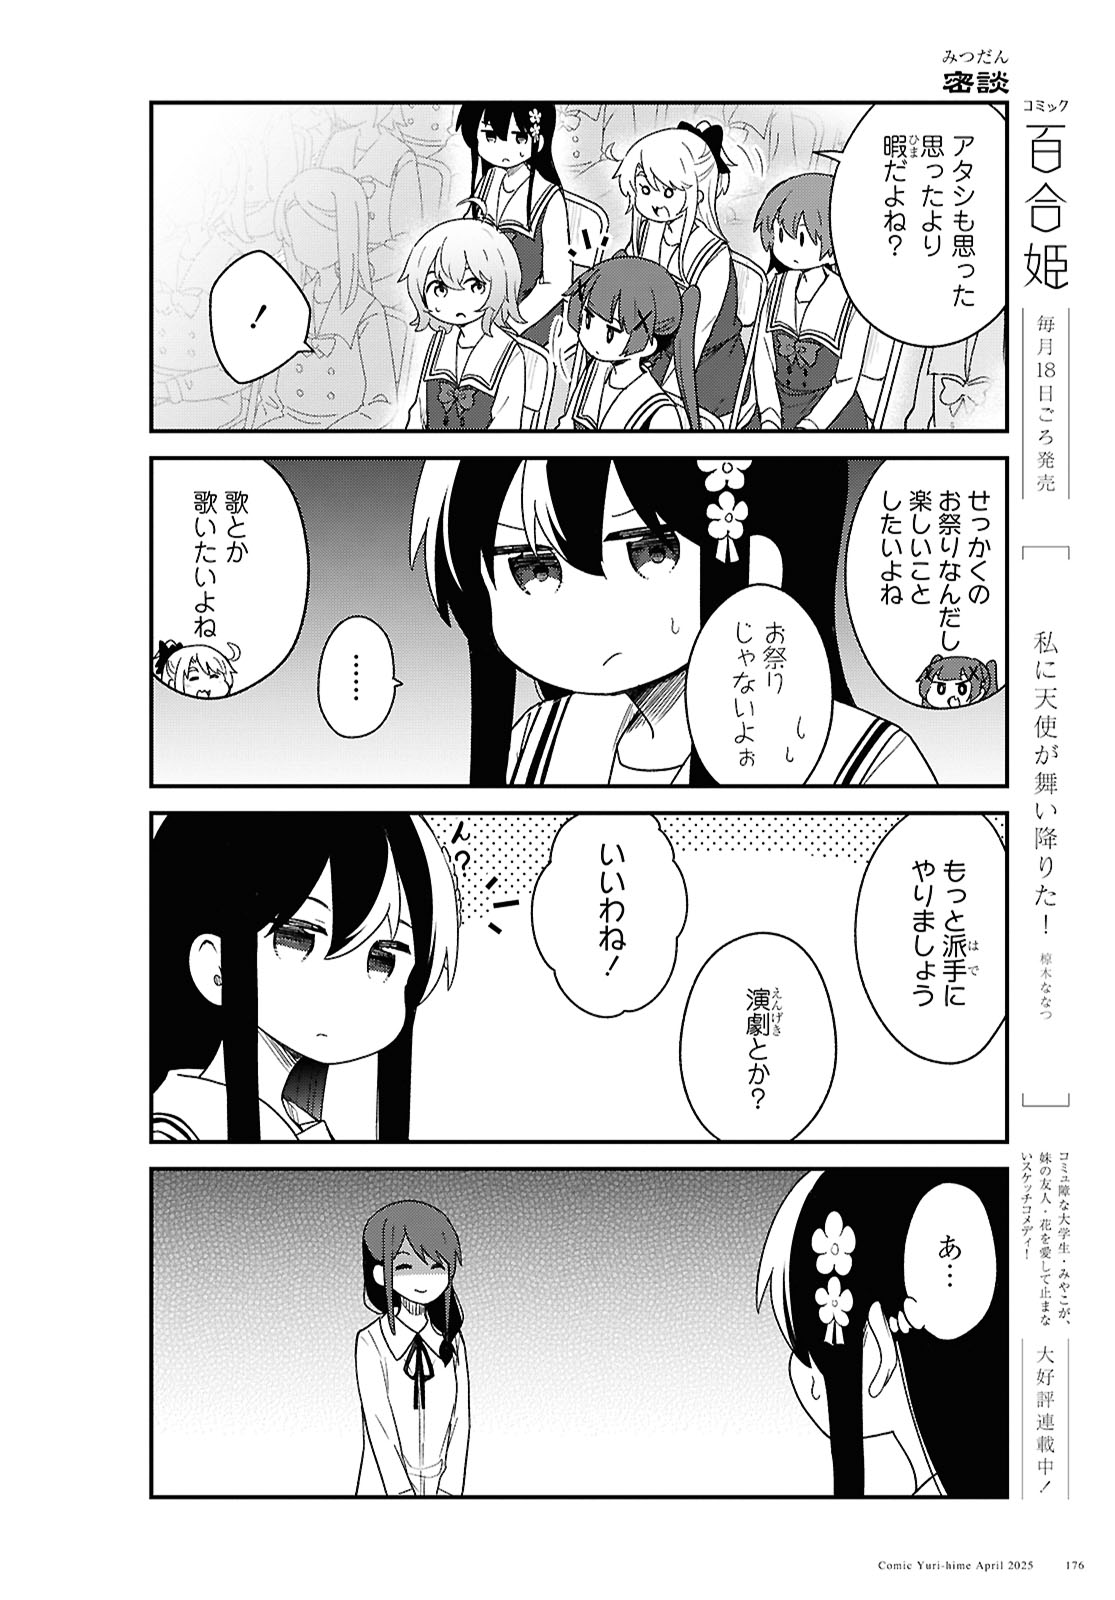 みつだん
密談
アタシも思った
思ったより
暇だよね？
ひま
！
せっかくの
お祭りなんだし
楽しいこと
したいよね
お祭り
じゃないよぉ
……
歌とか
歌いたいよね
もっと派手に
はで
やりましょう
演劇とか？
えんげき
いいわね！
ん？
あ…
コミック
百合姫
毎月18日ごろ発売
私に天使が舞い降りた！
椋木ななつ
コミュ障な大学生・みやこが、
妹の友人・花を愛して止まな
いスケッチコメディ！
大好評連載中！
Comic Yuri-hime April 2025
176